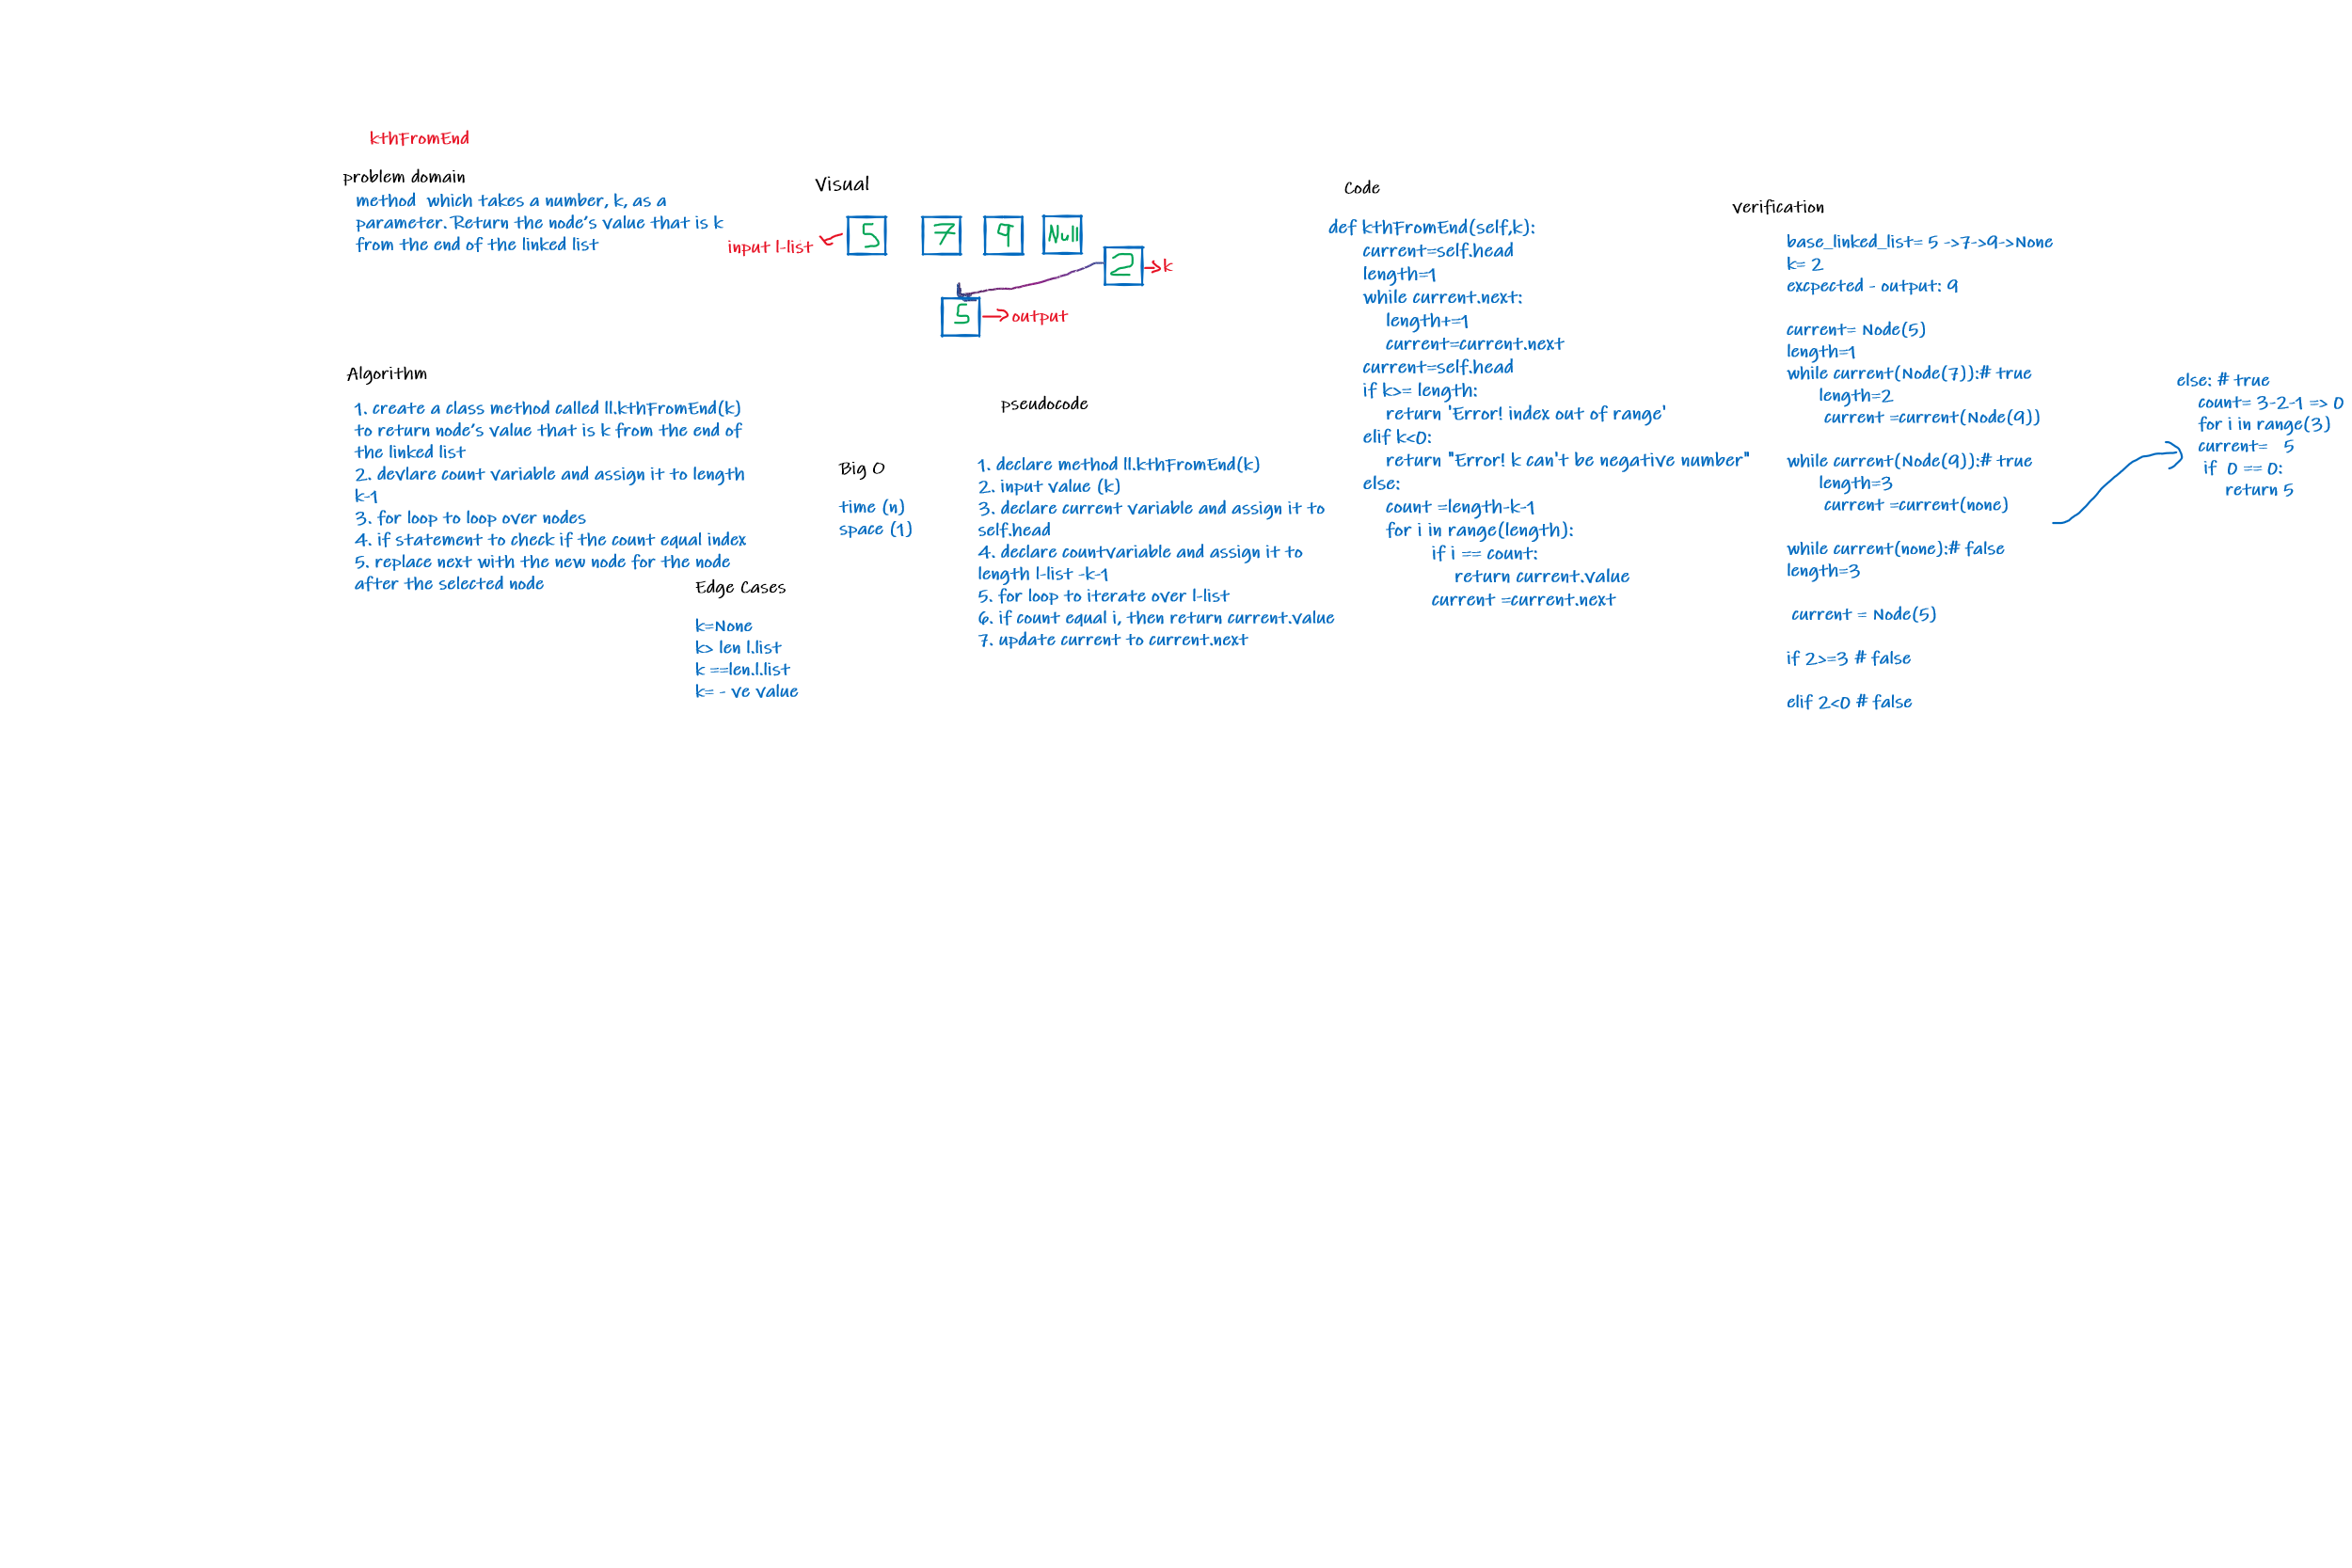 kthFromEnd
problem domain
method which takes a number, k, as a
parameter. Return the node's value that is k
from the end of the linked list
Visual
input l-list
5
7
9
Null
2
k
5
output
Algorithm
1. create a class method called ll.kthFromEnd(k)
to return node's value that is k from the end of
the linked list
2. devlare count variable and assign it to length
k-1
3. for loop to loop over nodes
4. if statement to check if the count equal index
5. replace next with the new node for the node
after the selected node
Edge Cases
k=None
k> len l.list
k ==len.l.list
k= - ve value
Big O
time (n)
space (1)
pseudocode
1. declare method ll.kthFromEnd(k)
2. input value (k)
3. declare current variable and assign it to
self.head
4. declare countvariable and assign it to
length l-list -k-1
5. for loop to iterate over l-list
6. if count equal i, then return current.value
7. update current to current.next
Code
def kthFromEnd(self,k):
current=self.head
length=1
while current.next:
length+=1
current=current.next
current=self.head
if k>= length:
return 'Error! index out of range'
elif k<0:
return "Error! k can't be negative number"
else:
count =length-k-1
for i in range(length):
if i == count:
return current.value
current =current.next
verification
base_linked_list= 5 ->7->9->None
k= 2
excpected - output: 9
current= Node(5)
length=1
while current(Node(7)):# true
length=2
current =current(Node(9))
while current(Node(9)):# true
length=3
current =current(none)
while current(none):# false
length=3
current = Node(5)
if 2>=3 # false
elif 2<0 # false
else: # true
count= 3-2-1 => 0
for i in range(3)
current= 5
if 0 == 0:
return 5